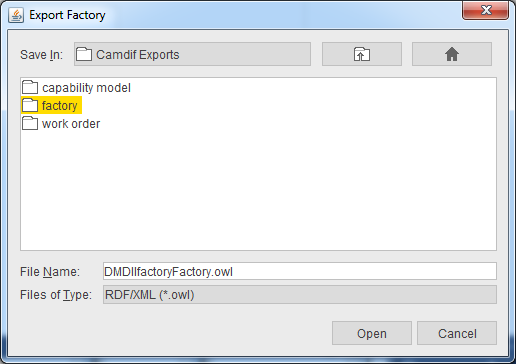 Export Factory
Save In: Camdif Exports
capability model
factory
work order
File Name: DMDIIfactoryFactory.owl
Files of Type: RDF/XML (*.owl)
Open Cancel